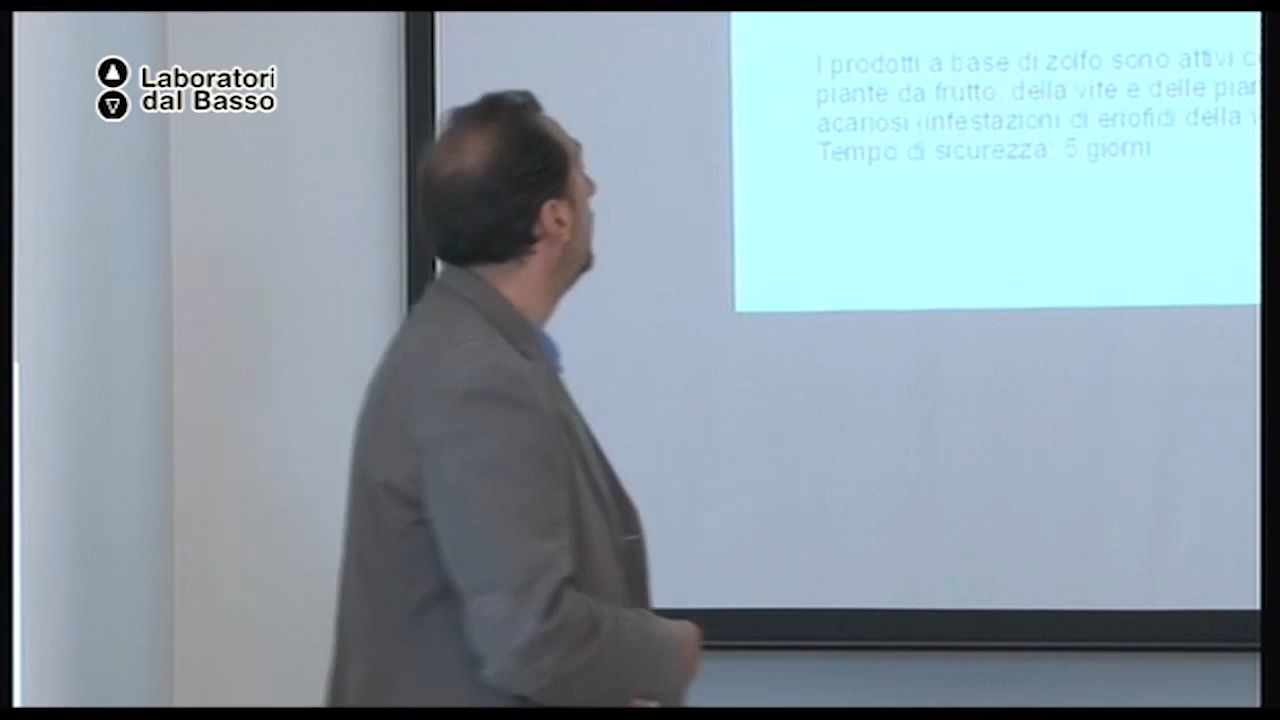 Laboratori
dal Basso
I prodotti a base di zolfo sono attivi
piante da frutto, della vite e delle
acariosi (infestazioni di eriofidi della
Tempo di sicurezza: 5 giorni